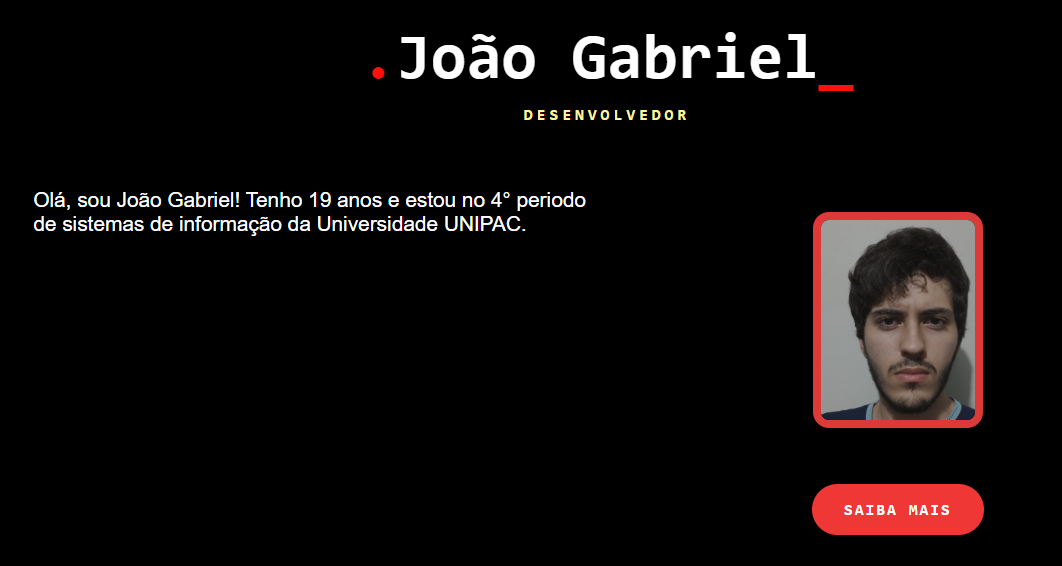 .João Gabriel_
DESENVOLVEDOR
Olá, sou João Gabriel! Tenho 19 anos e estou no 4° periodo
de sistemas de informação da Universidade UNIPAC.
SAIBA MAIS